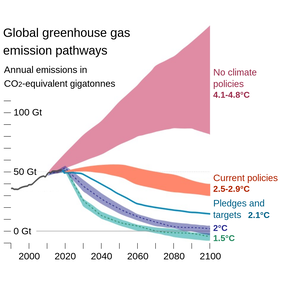 Global greenhouse gas
emission pathways
Annual emissions in
CO2-equivalent gigatonnes
100 Gt
50 Gt
0 Gt
No climate
policies
4.1-4.8°C
Current policies
2.5-2.9°C
Pledges and
targets 2.1°C
2°C
1.5°C
2000 2020 2040 2060 2080 2100